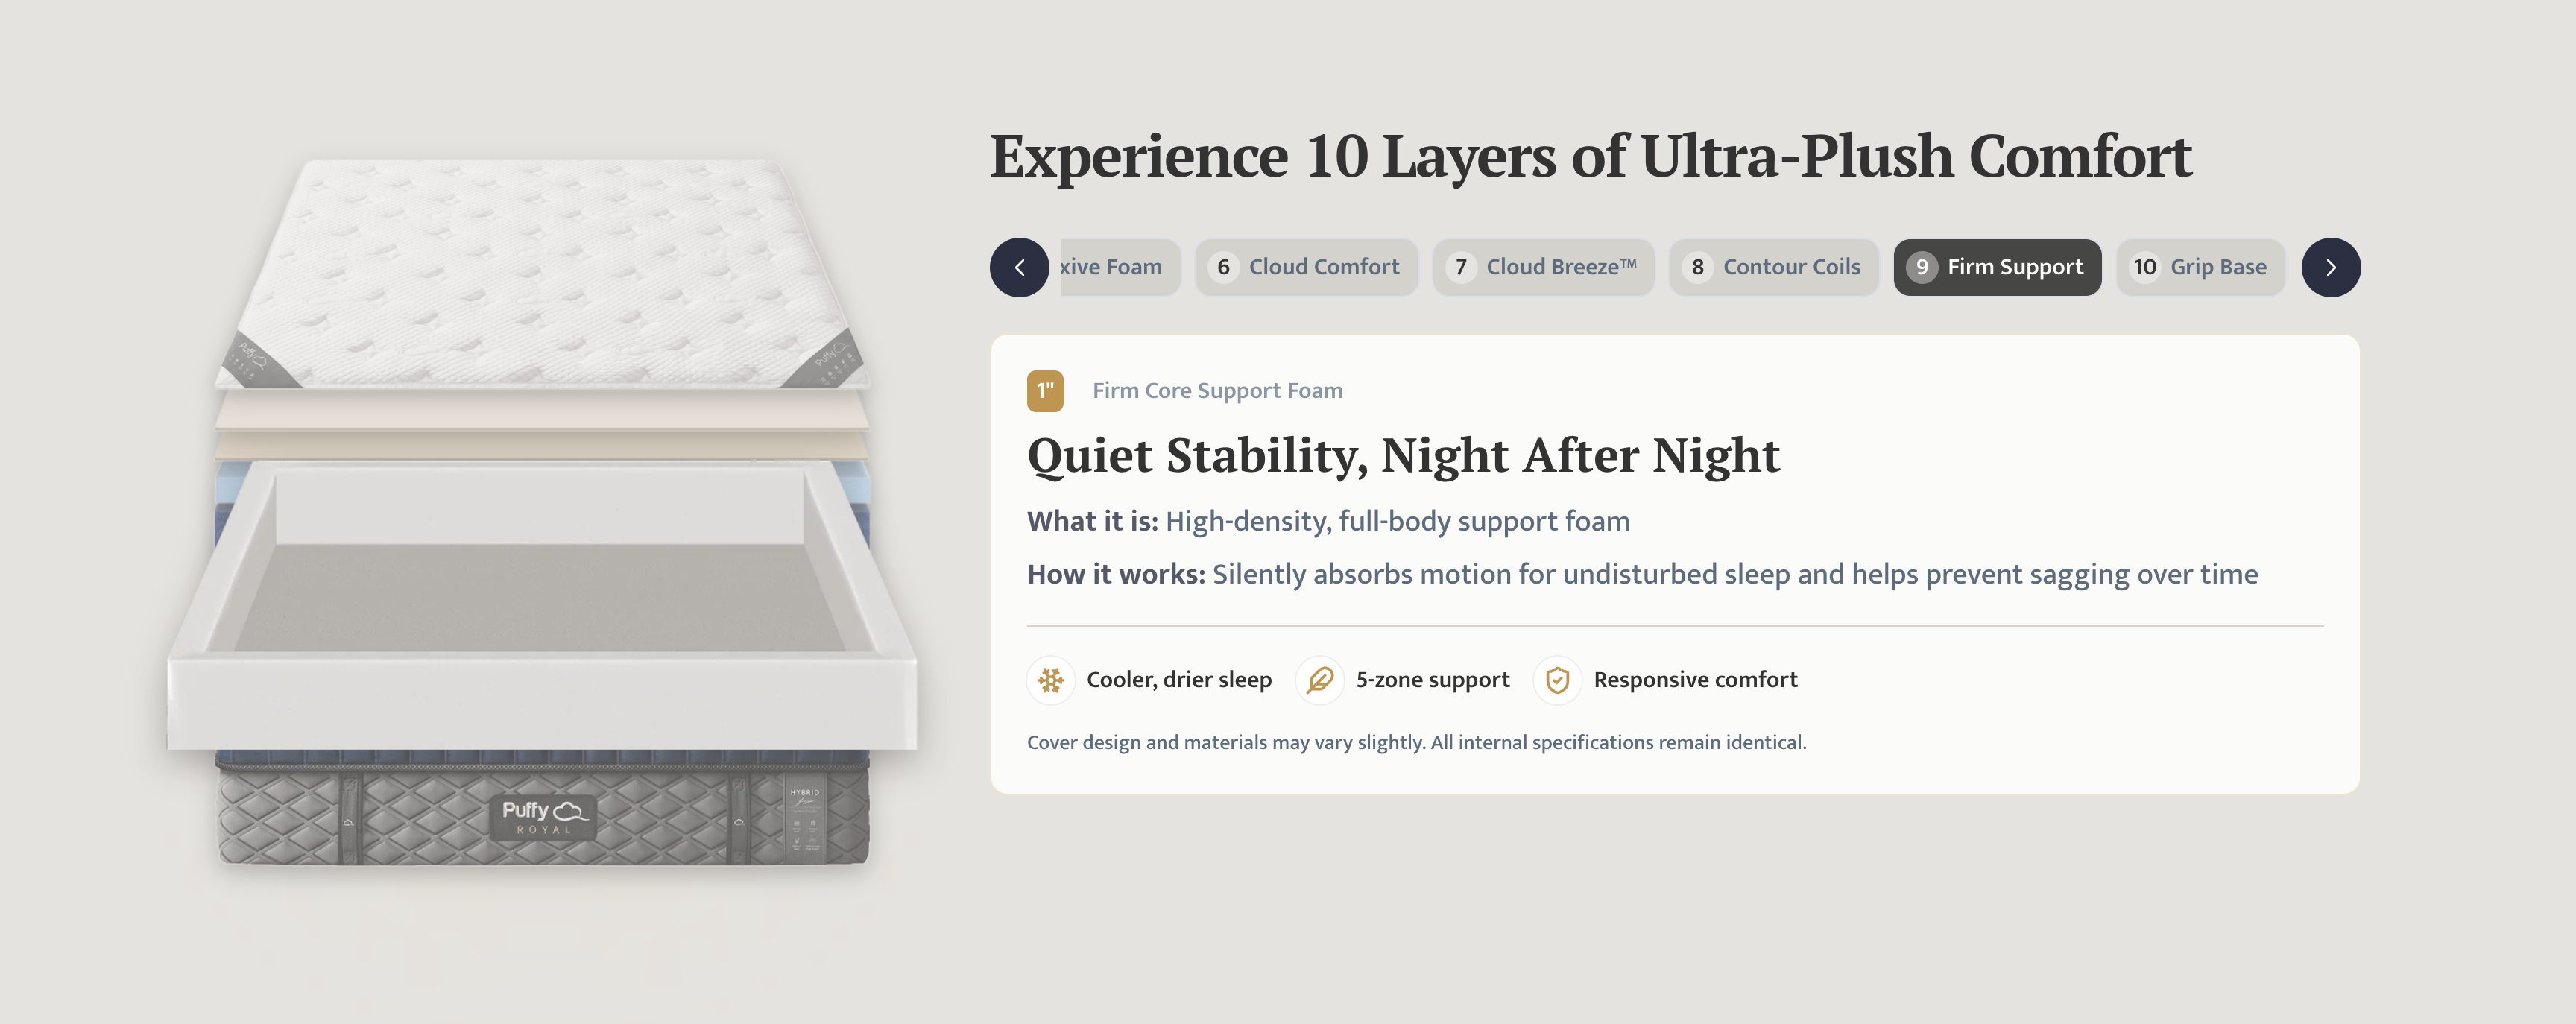 Experience 10 Layers of Ultra-Plush Comfort
xive Foam
6 Cloud Comfort
7 Cloud Breeze™
8 Contour Coils
9 Firm Support
10 Grip Base
1" Firm Core Support Foam
Quiet Stability, Night After Night
What it is: High-density, full-body support foam
How it works: Silently absorbs motion for undisturbed sleep and helps prevent sagging over time
Cooler, drier sleep
5-zone support
Responsive comfort
Cover design and materials may vary slightly. All internal specifications remain identical.
Puffy
Puffy
Puffy
ROYAL
HYBRID